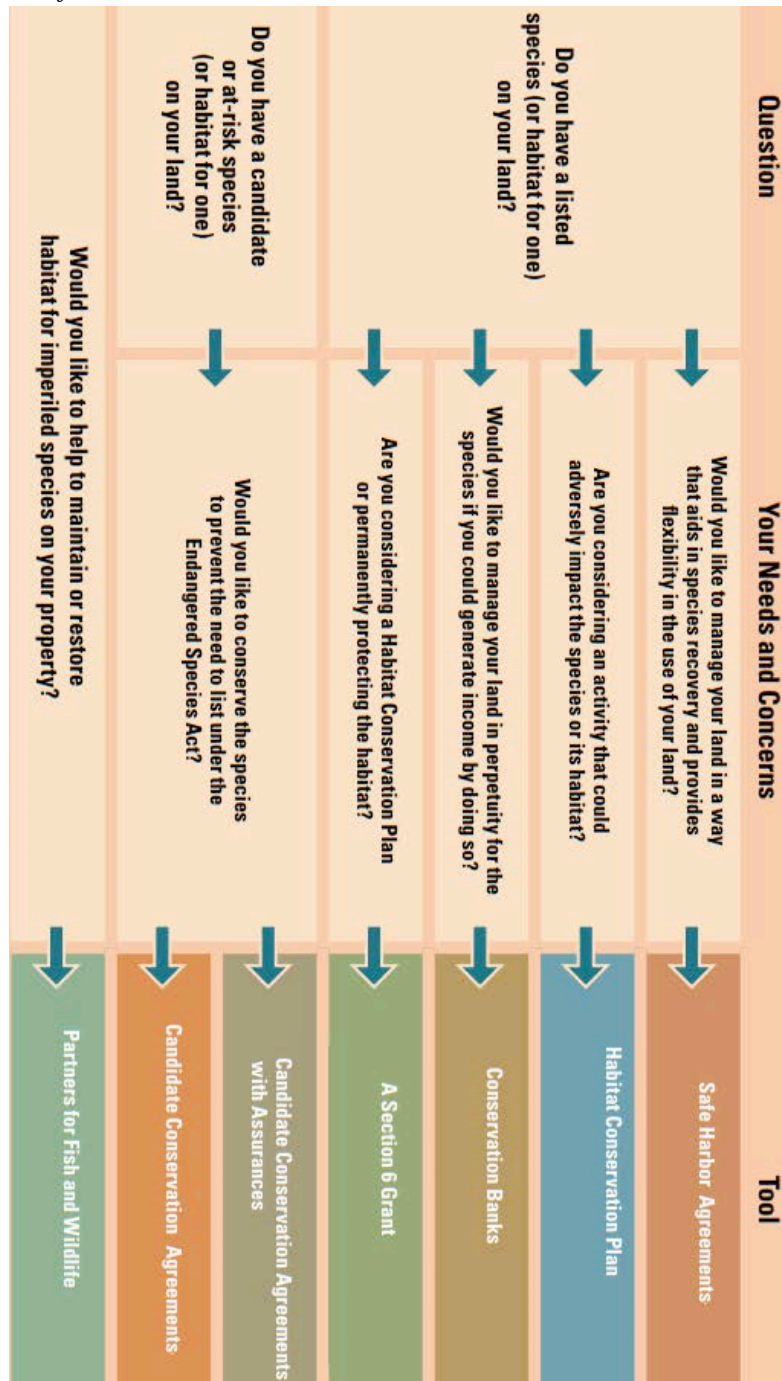 Question
Your Needs and Concerns
Tool
Do you have a listed
species (or habitat for one)
on your land?
Would you like to manage your land in a way
that aids in species recovery and provides
flexibility in the use of your land?
Safe Harbor Agreements
Are you considering an activity that could
adversely impact the species or its habitat?
Habitat Conservation Plan
Would you like to manage your land in perpetuity for the
species if you could generate income by doing so?
Conservation Banks
Are you considering a Habitat Conservation Plan
or permanently protecting the habitat?
A Section 6 Grant
Do you have a candidate
or at-risk species
(or habitat for one)
on your land?
Would you like to conserve the species
to prevent the need to list under the
Endangered Species Act?
Candidate Conservation Agreements
with Assurances
Candidate Conservation Agreements
Would you like to help to maintain or restore
habitat for imperiled species on your property?
Partners for Fish and Wildlife